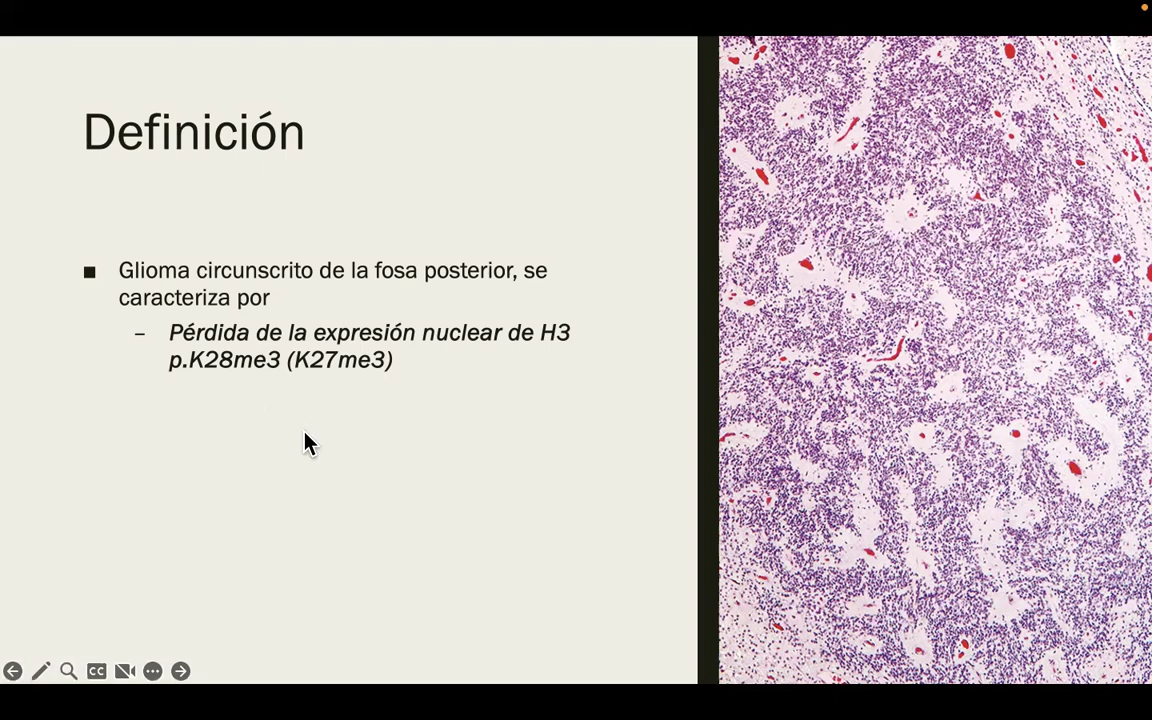 Definición
■ Glioma circunscrito de la fosa posterior, se
caracteriza por
– Pérdida de la expresión nuclear de H3
p.K28me3 (K27me3)
CC